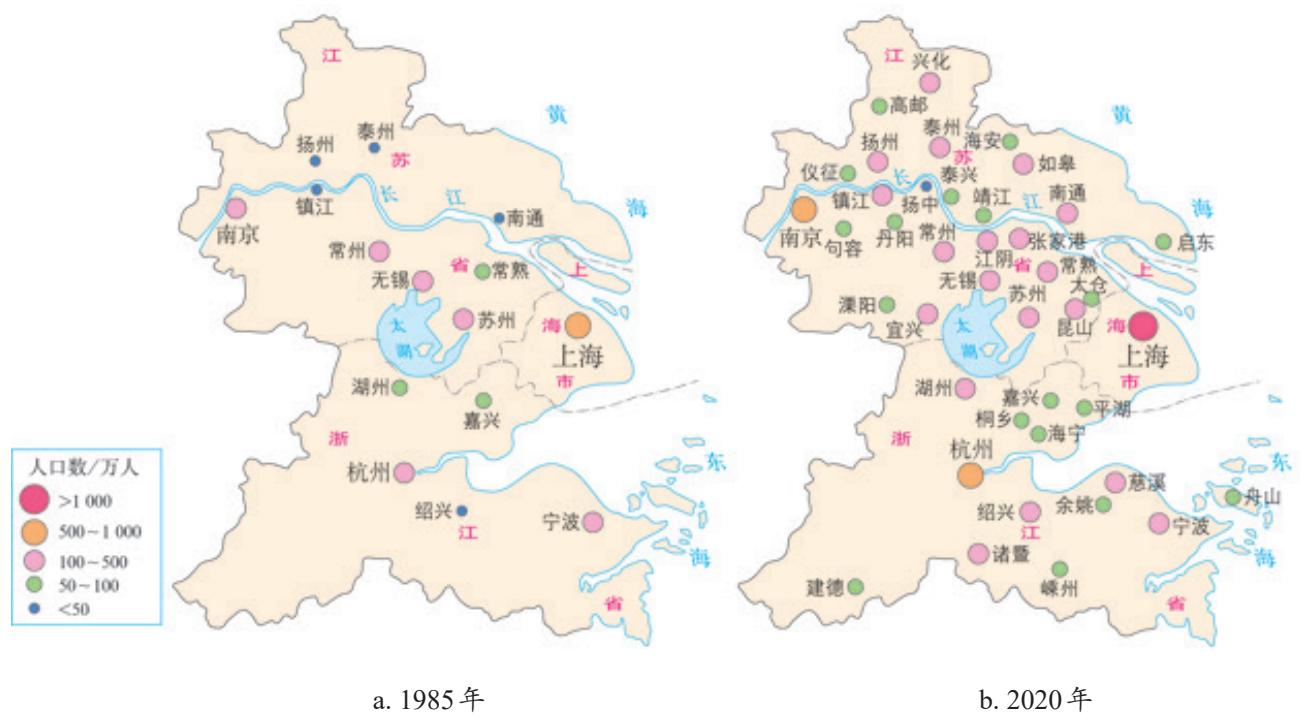 江
黄
泰州
扬州
苏
长
江
海
镇江
南通
南京
常州
省
常熟
上
无锡
太
苏州
海
湖
上海
湖州
市
嘉兴
浙
杭州
东
绍兴
宁波
江
海
省
人口数/万人
>1 000
500~1 000
100~500
50~100
<50
a. 1985年
江
兴化
高邮
黄
泰州
海安
扬州
苏
如皋
仪征
长
泰兴
镇江
扬中
靖江
江
南通
海
南京
句容
丹阳
常州
江阴
张家港
启东
省
常熟
上
无锡
太仓
溧阳
苏州
宜兴
太
昆山
海
湖
上海
湖州
市
嘉兴
平湖
桐乡
浙
海宁
杭州
东
慈溪
余姚
舟山
绍兴
江
宁波
诸暨
海
建德
嵊州
省
b. 2020年